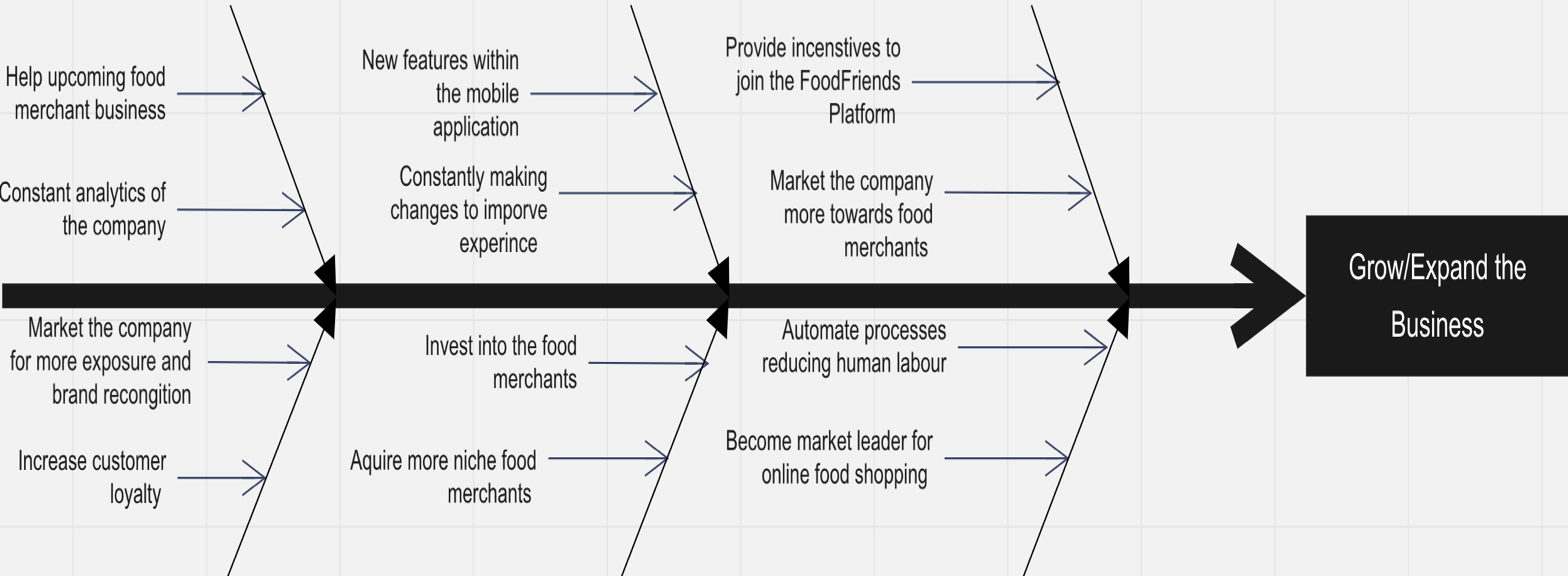 Help upcoming food
merchant business
Constant analytics of
the company
New features within
the mobile
application
Constantly making
changes to imporve
experince
Provide incenstives to
join the FoodFriends
Platform
Market the company
more towards food
merchants
Grow/Expand the
Business
Market the company
for more exposure and
brand recongition
Increase customer
loyalty
Invest into the food
merchants
Aquire more niche food
merchants
Automate processes
reducing human labour
Become market leader for
online food shopping